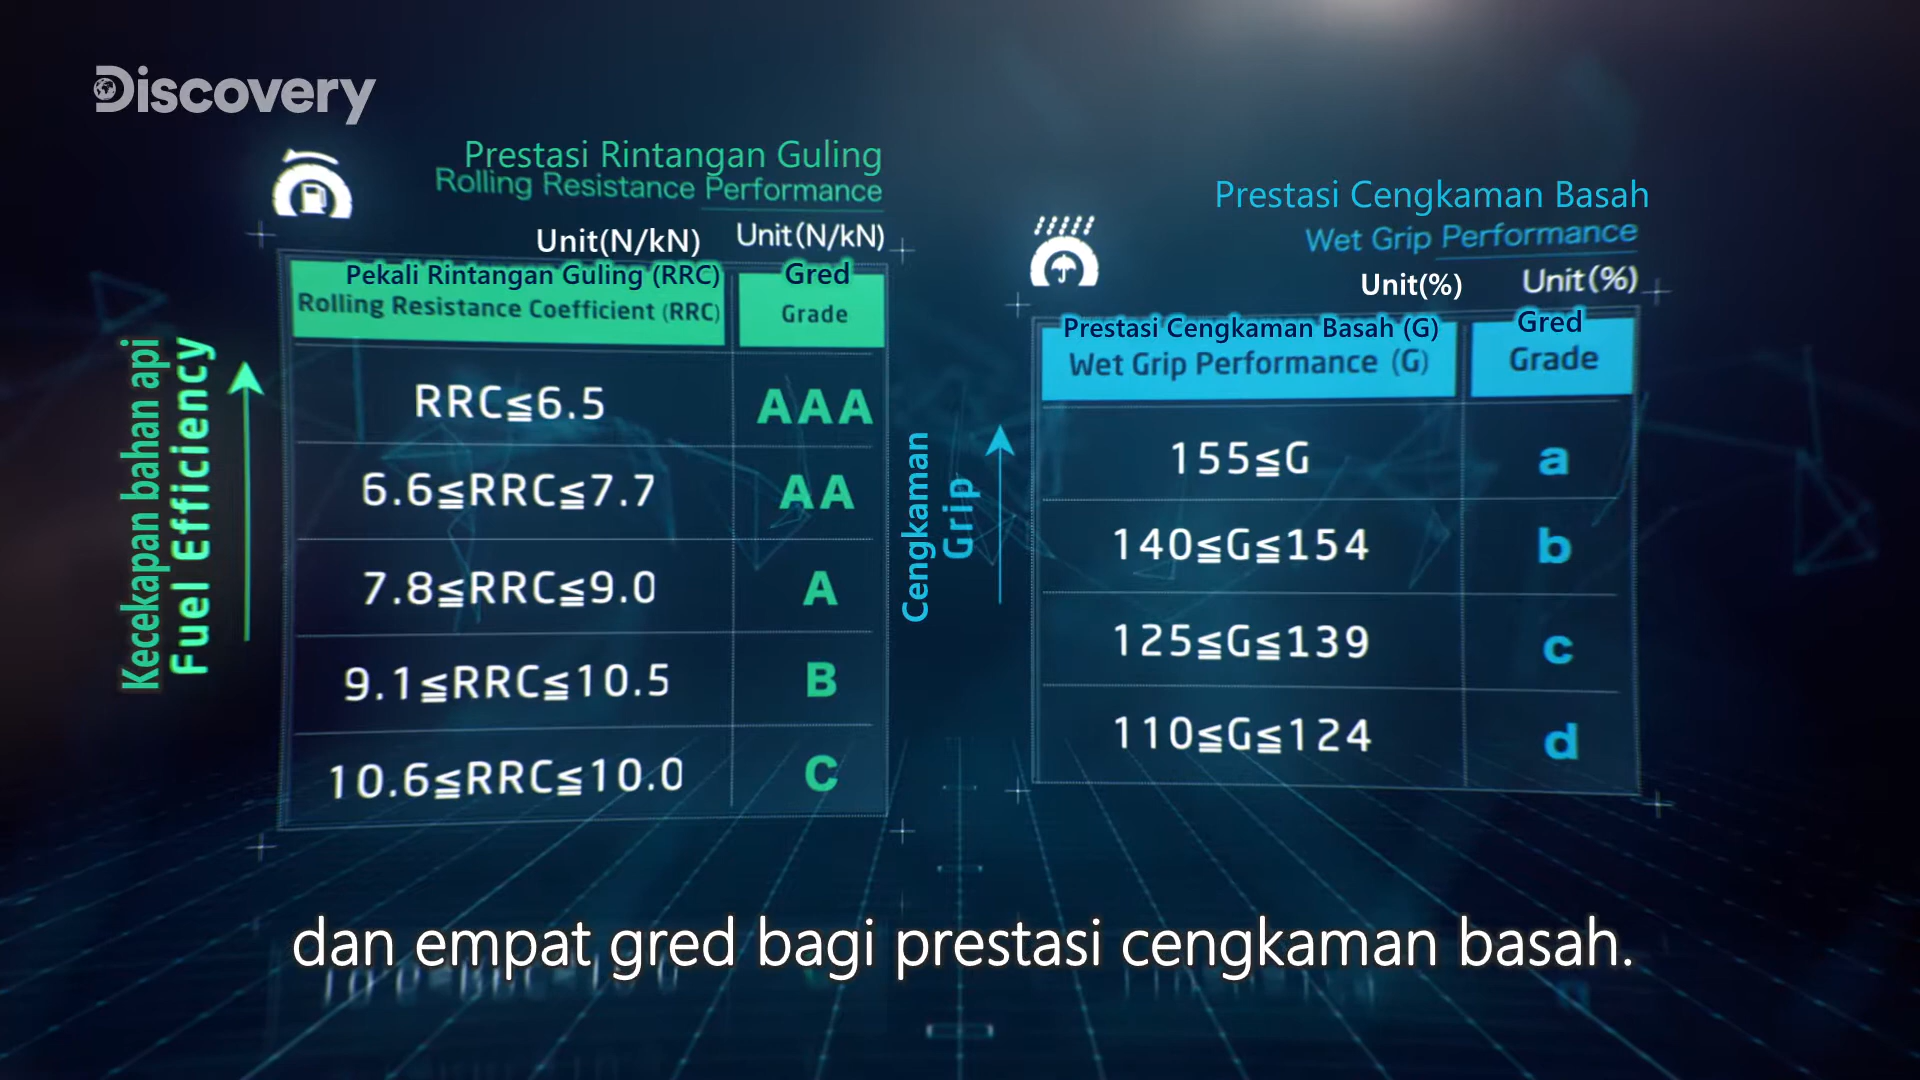 Discovery
Prestasi Rintangan Guling
Rolling Resistance Performance
Unit(N/kN) Unit(N/kN)
Pekali Rintangan Guling (RRC) Gred
Rolling Resistance Coefficient (RRC) Grade
RRC≦6.5 AAA
6.6≦RRC≦7.7 AA
7.8≦RRC≦9.0 A
9.1≦RRC≦10.5 B
10.6≦RRC≦10.0 C
Kecekapan bahan api
Fuel Efficiency
Prestasi Cengkaman Basah
Wet Grip Performance
Unit(%) Unit(%)
Prestasi Cengkaman Basah (G) Gred
Wet Grip Performance (G) Grade
155≦G a
140≦G≦154 b
125≦G≦139 c
110≦G≦124 d
Cengkaman
Grip
dan empat gred bagi prestasi cengkaman basah.